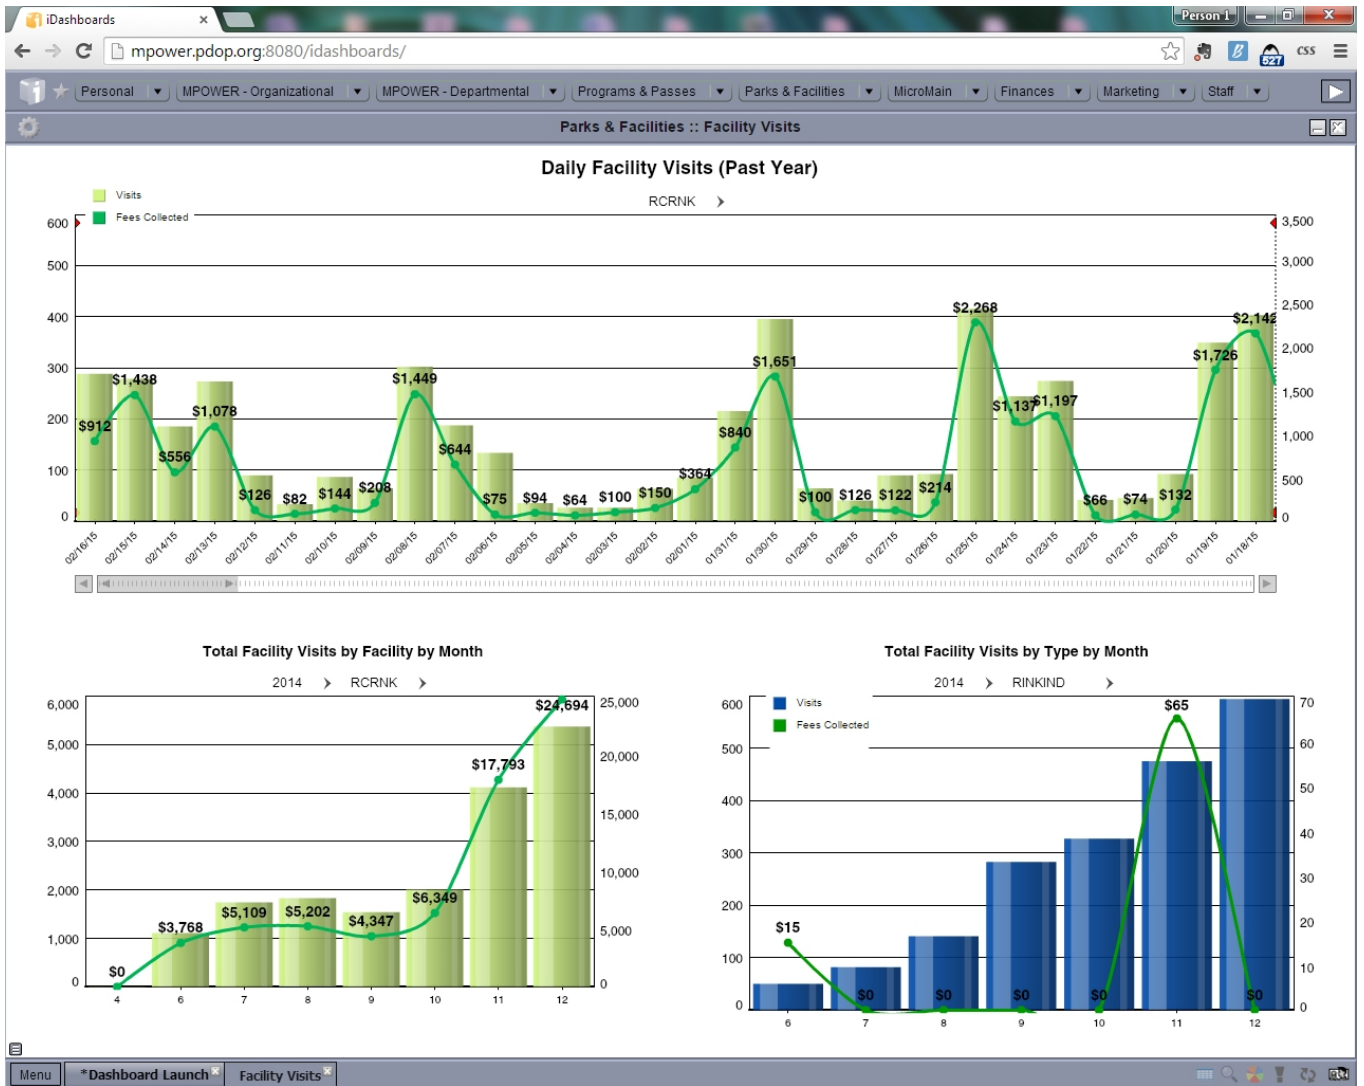 iDashboards ×
Person 1
mpower.pdop.org:8080/idashboards/
527 CSS
Personal MPOWER - Organizational MPOWER - Departmental Programs & Passes Parks & Facilities MicroMain Finances Marketing Staff
Parks & Facilities :: Facility Visits
Daily Facility Visits (Past Year)
RCRNK
Visits
Fees Collected
600 3,500
500 3,000
400 2,500
300 2,000
200 1,500
100 1,000
0 500
0
$912 $1,438 $556 $1,078 $126 $82 $144 $208 $1,449 $644 $75 $94 $64 $100 $150 $364 $840 $1,651 $100 $126 $122 $214 $2,268 $1,137 $1,197 $66 $74 $132 $1,726 $2,142
02/16/15 02/15/15 02/14/15 02/13/15 02/12/15 02/11/15 02/10/15 02/09/15 02/08/15 02/07/15 02/06/15 02/05/15 02/04/15 02/03/15 02/02/15 02/01/15 01/31/15 01/30/15 01/29/15 01/28/15 01/27/15 01/26/15 01/25/15 01/24/15 01/23/15 01/22/15 01/21/15 01/20/15 01/19/15 01/18/15
Total Facility Visits by Facility by Month
2014 RCRNK
6,000 25,000
5,000 20,000
4,000 15,000
3,000 10,000
2,000 5,000
1,000 0
0
$0 $3,768 $5,109 $5,202 $4,347 $6,349 $17,793 $24,694
4 6 7 8 9 10 11 12
Total Facility Visits by Type by Month
2014 RINKIND
Visits
Fees Collected
600 70
500 60
400 50
300 40
200 30
100 20
0 10
0
$15 $0 $0 $0 $0 $65 $0
6 7 8 9 10 11 12
Menu *Dashboard Launch Facility Visits